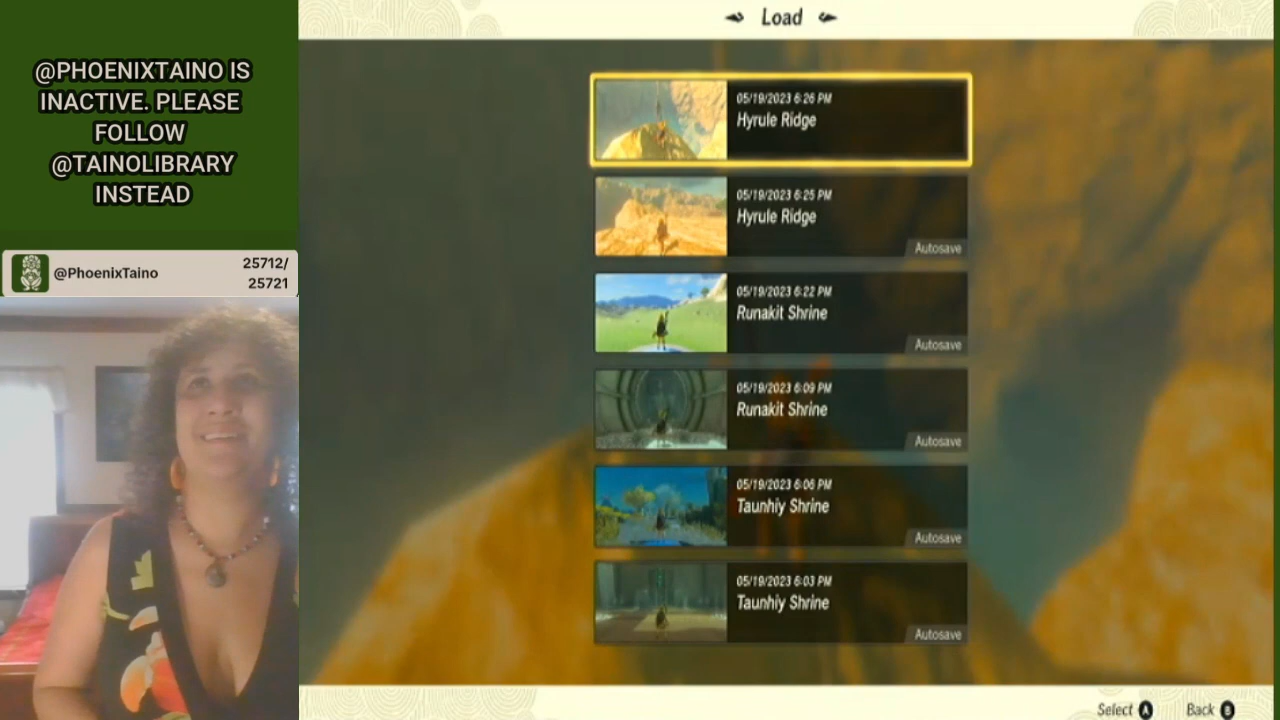 @PHOENIXTAINO IS
INACTIVE. PLEASE
FOLLOW
@TAINOLIBRARY
INSTEAD
@PhoenixTaino
25712/
25721
Load
05/19/2023 6:26 PM
Hyrule Ridge
05/19/2023 6:25 PM
Hyrule Ridge
Autosave
05/19/2023 6:22 PM
Runakit Shrine
Autosave
05/19/2023 6:09 PM
Runakit Shrine
Autosave
05/19/2023 6:06 PM
Taunhiy Shrine
Autosave
05/19/2023 6:03 PM
Taunhiy Shrine
Autosave
Select A Back B